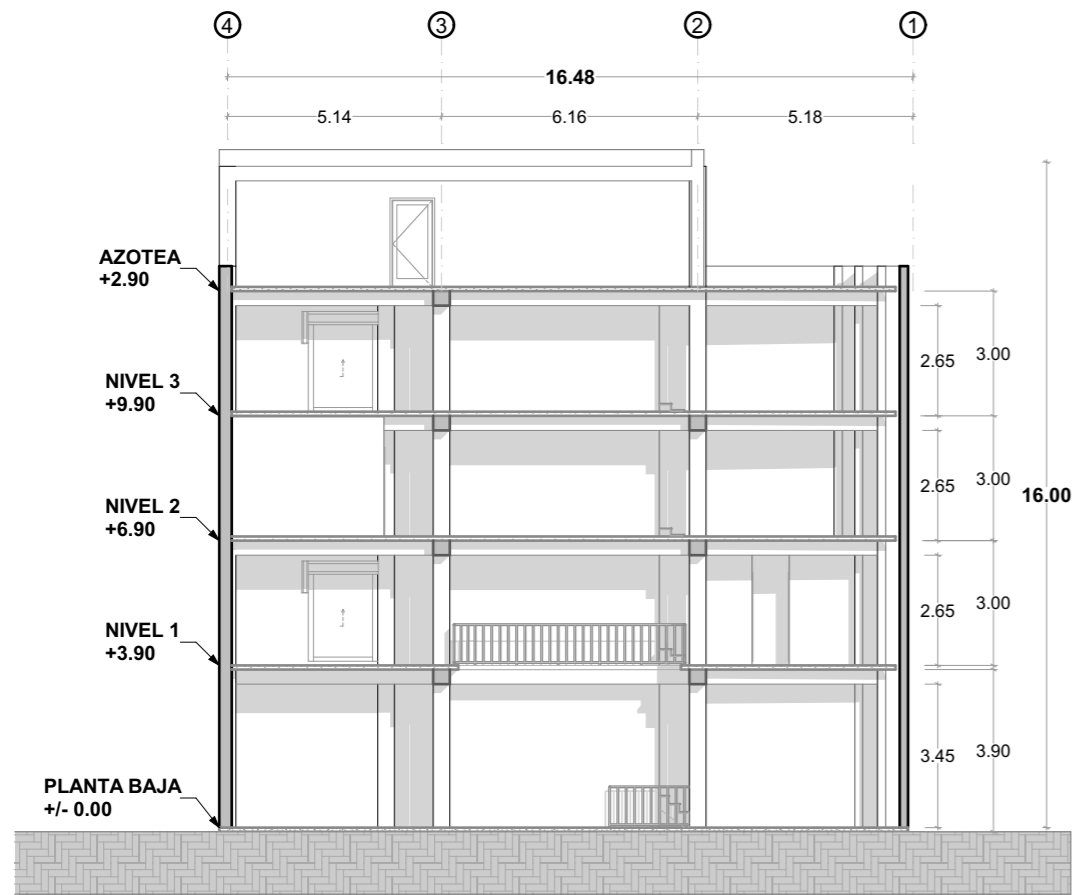 4 3 2 1
16.48
5.14 6.16 5.18
AZOTEA
+2.90
NIVEL 3
+9.90
NIVEL 2
+6.90
NIVEL 1
+3.90
PLANTA BAJA
+/- 0.00
2.65 3.00
2.65 3.00
16.00
2.65 3.00
3.45 3.90